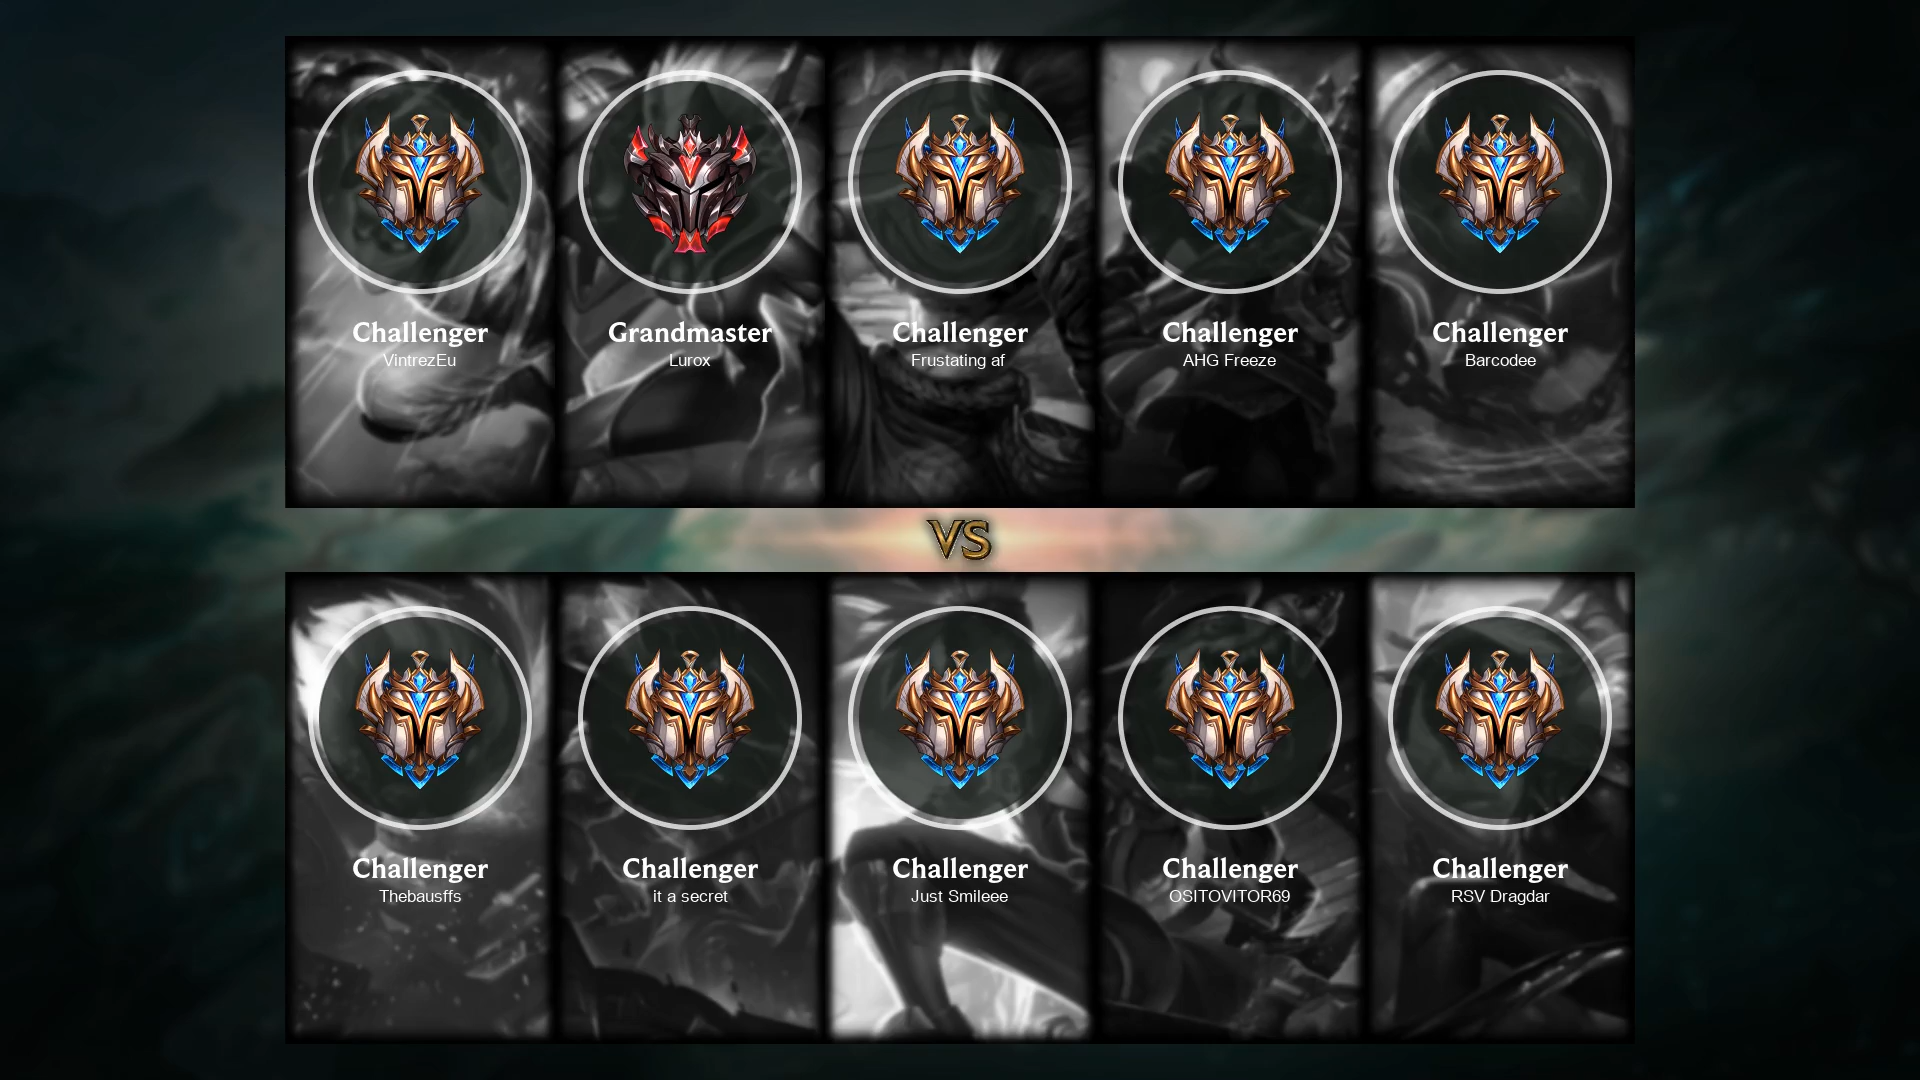 Challenger
VintrezEu
Grandmaster
Lurox
Challenger
Frustating af
Challenger
AHG Freeze
Challenger
Barcodee
VS
Challenger
Thebausffs
Challenger
it a secret
Challenger
Just Smileee
Challenger
OSITOVITOR69
Challenger
RSV Dragdar